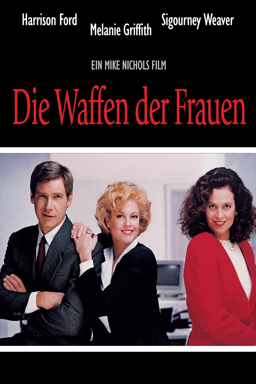 Harrison Ford
Melanie Griffith
Sigourney Weaver
EIN MIKE NICHOLS FILM
Die Waffen der Frauen